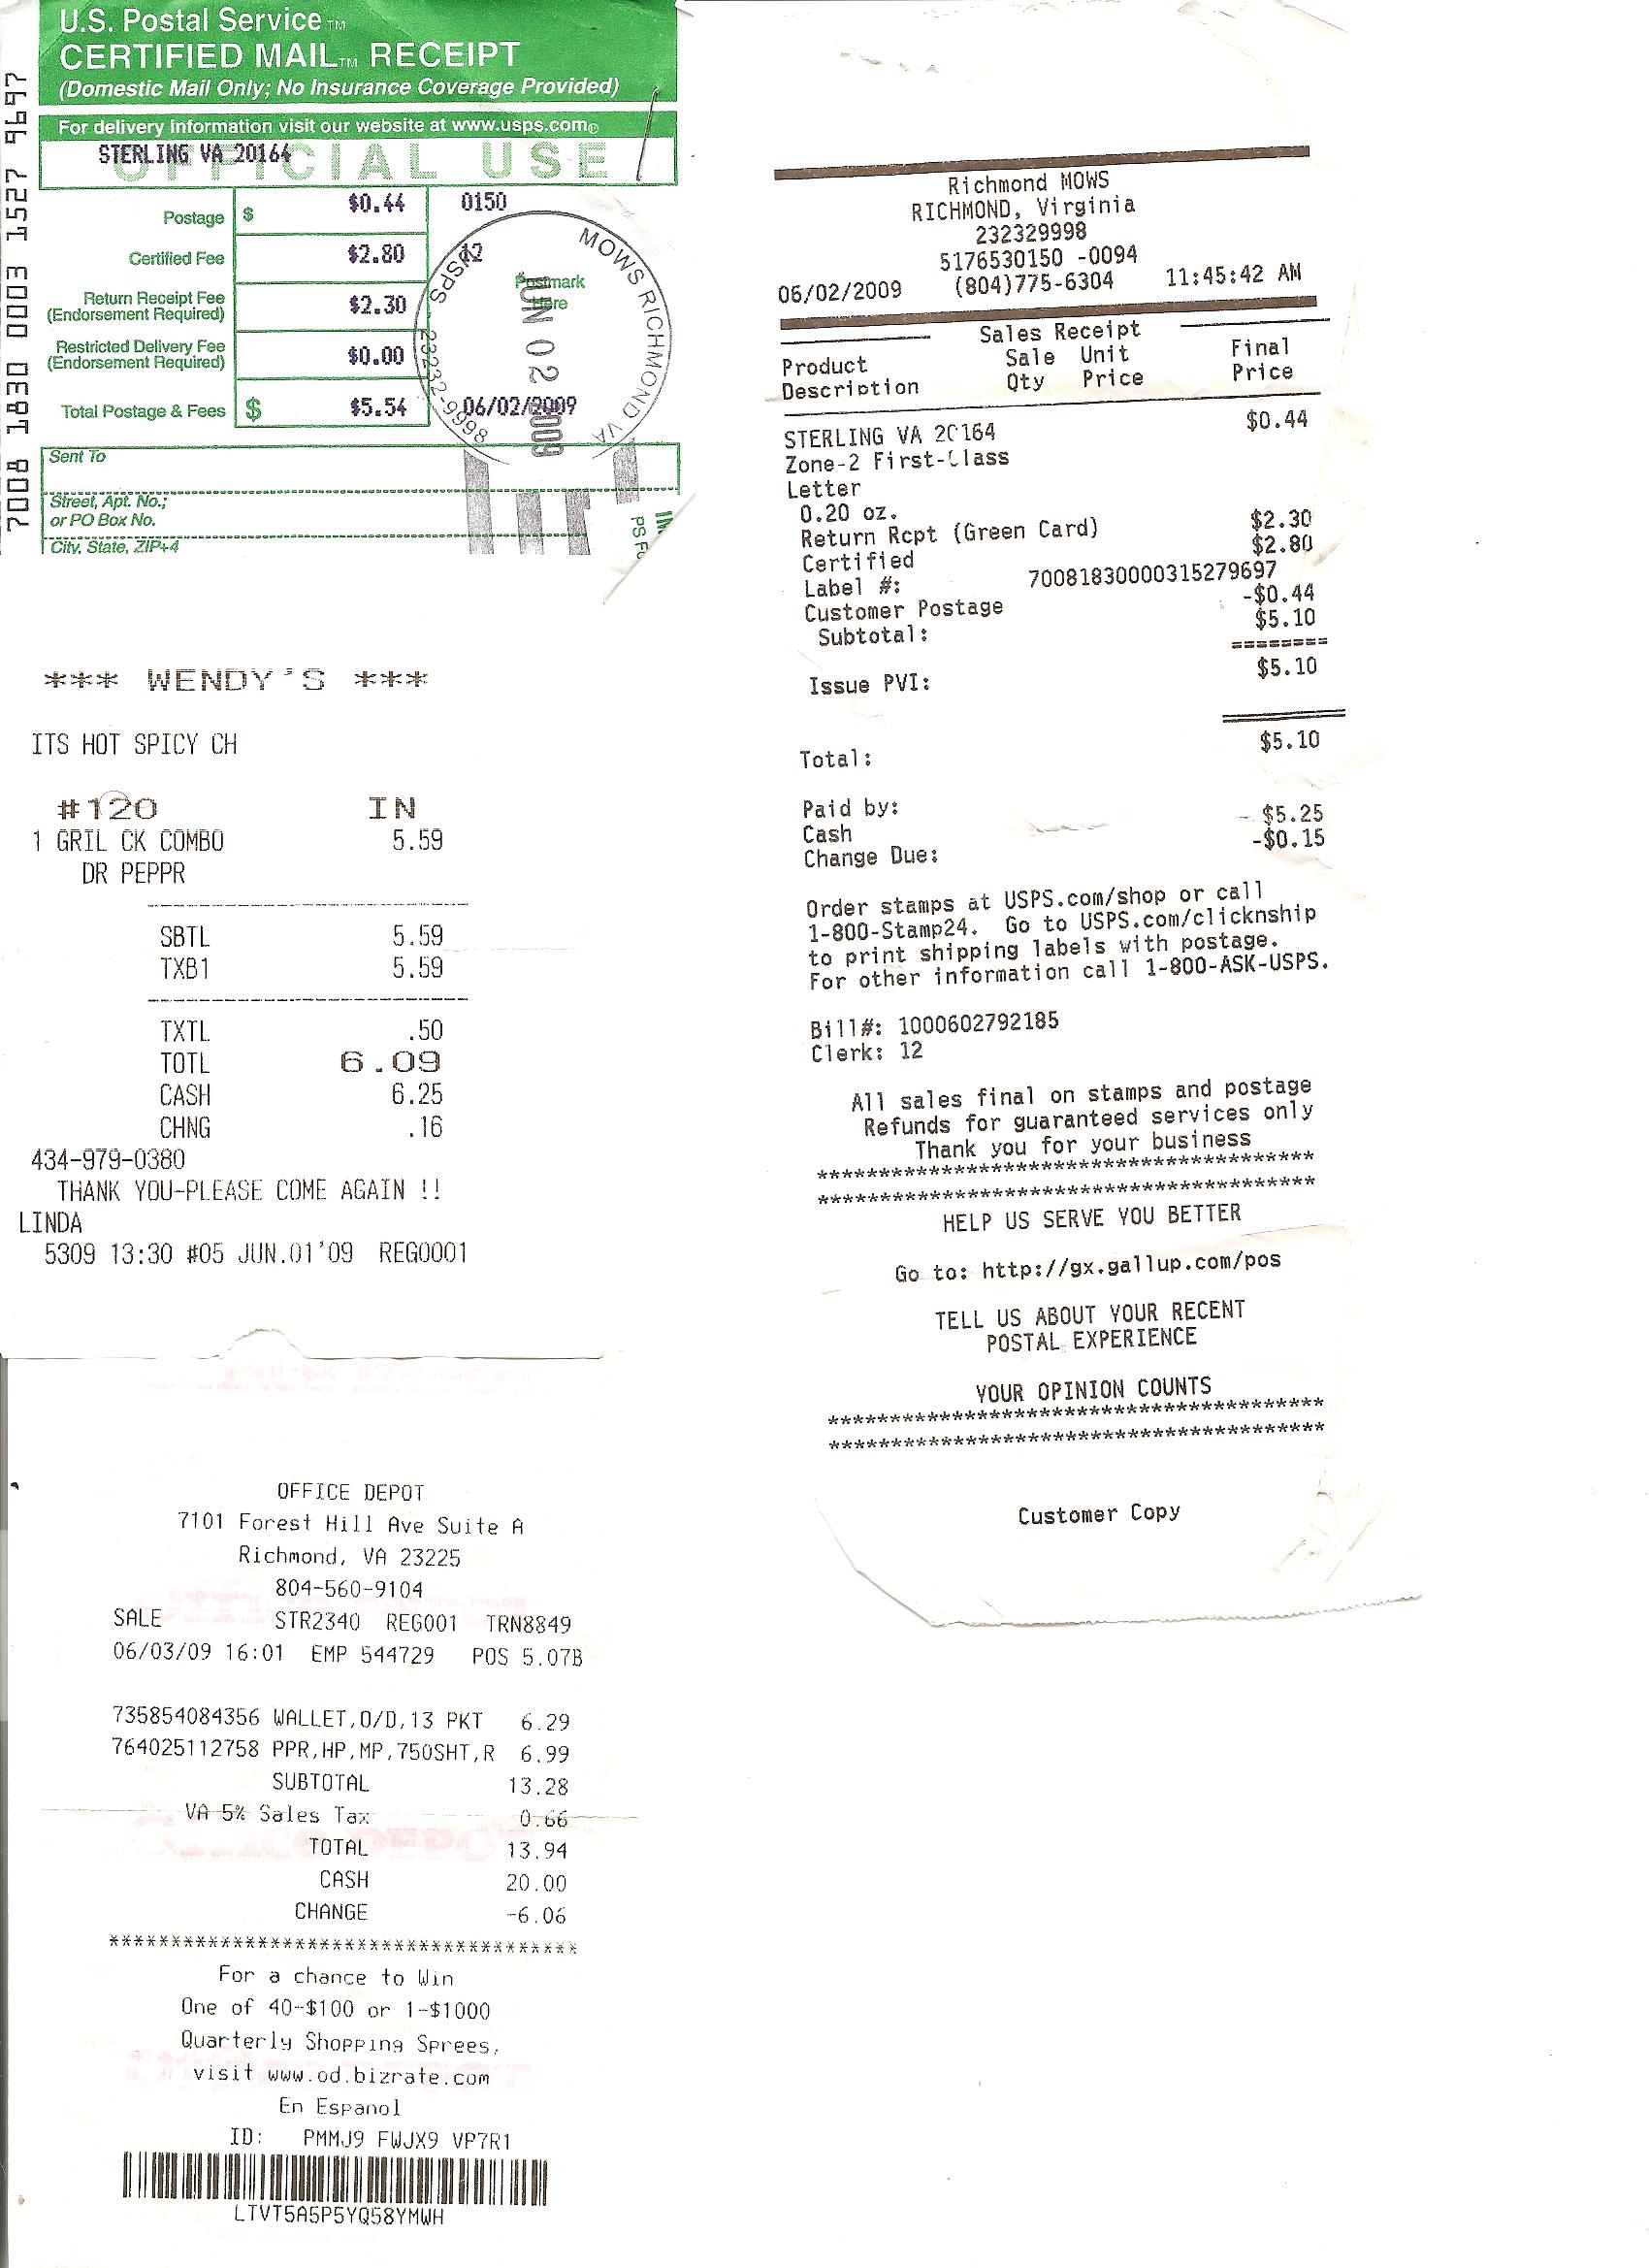 U.S. Postal Service TM
CERTIFIED MAIL TM RECEIPT
(Domestic Mail Only; No Insurance Coverage Provided)
For delivery information visit our website at www.usps.com®
OFFICIAL USE
STERLING VA 20164
7008 1830 0003 1527 9697
Postage $ $0.44 0150
Certified Fee $2.80 12
Return Receipt Fee
(Endorsement Required) $2.30
Postmark
Here
Restricted Delivery Fee
(Endorsement Required) $0.00
Total Postage & Fees $ $5.54 06/02/2009
MOWS RICHMOND VA
23232-9998
USPS
JUN 02 2009
Sent To
Street, Apt. No.;
or PO Box No.
City, State, ZIP+4
*** WENDY'S ***
ITS HOT SPICY CH
#120 IN
1 GRIL CK COMBO 5.59
DR PEPPR
SBTL 5.59
TXB1 5.59
TXTL .50
TOTL 6.09
CASH 6.25
CHNG .16
434-979-0380
THANK YOU-PLEASE COME AGAIN !!
LINDA
5309 13:30 #05 JUN.01'09 REG0001
OFFICE DEPOT
7101 Forest Hill Ave Suite A
Richmond, VA 23225
804-560-9104
SALE STR2340 REG001 TRN8849
06/03/09 16:01 EMP 544729 POS 5.07B
735854084356 WALLET,O/D,13 PKT 6.29
764025112758 PPR,HP,MP,750SHT,R 6.99
SUBTOTAL 13.28
VA 5% Sales Tax 0.66
TOTAL 13.94
CASH 20.00
CHANGE -6.06
**************************************
For a chance to Win
One of 40-$100 or 1-$1000
Quarterly Shopping Sprees,
visit www.od.bizrate.com
En Espanol
ID: PMMJ9 FWJX9 VP7R1
LTVT5A5P5YQ58YMWH
Richmond MOWS
RICHMOND, Virginia
232329998
5176530150 -0094
06/02/2009 (804)775-6304 11:45:42 AM
Sales Receipt
Product Sale Unit Final
Description Qty Price Price
STERLING VA 20164 $0.44
Zone-2 First-Class
Letter
0.20 oz.
Return Rcpt (Green Card) $2.30
Certified $2.80
Label #: 70081830000315279697
Customer Postage -$0.44
Subtotal: $5.10
========
Issue PVI: $5.10
Total: $5.10
Paid by:
Cash $5.25
Change Due: -$0.15
Order stamps at USPS.com/shop or call
1-800-Stamp24. Go to USPS.com/clicknship
to print shipping labels with postage.
For other information call 1-800-ASK-USPS.
Bill#: 1000602792185
Clerk: 12
All sales final on stamps and postage
Refunds for guaranteed services only
Thank you for your business
****************************************
****************************************
HELP US SERVE YOU BETTER
Go to: http://gx.gallup.com/pos
TELL US ABOUT YOUR RECENT
POSTAL EXPERIENCE
YOUR OPINION COUNTS
****************************************
****************************************
Customer Copy